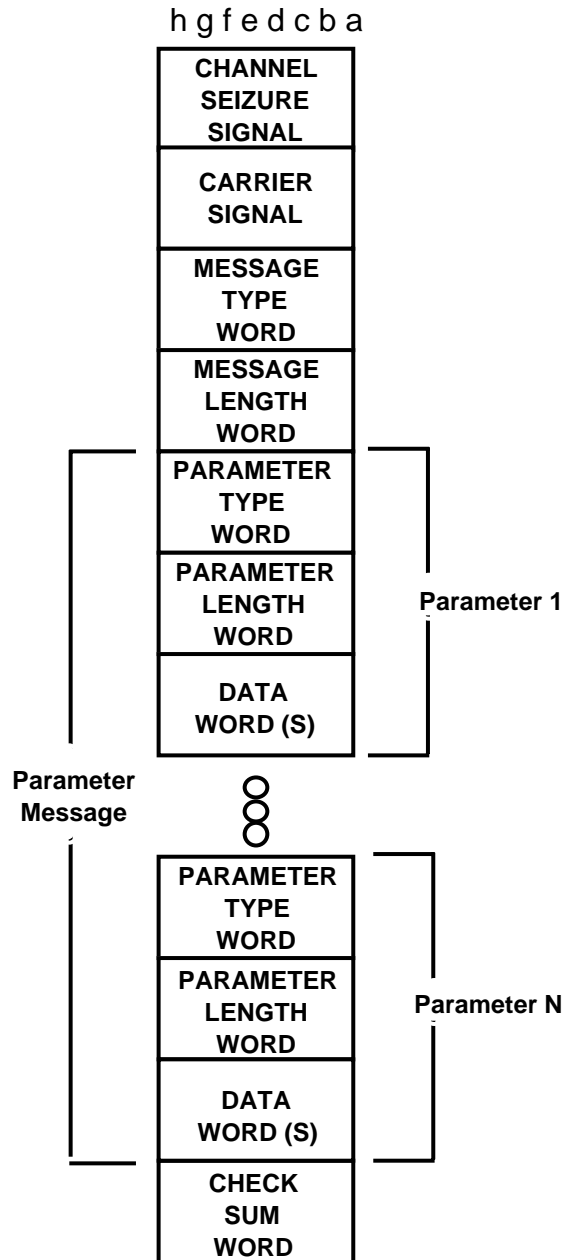 h g f e d c b a
CHANNEL
SEIZURE
SIGNAL
CARRIER
SIGNAL
MESSAGE
TYPE
WORD
MESSAGE
LENGTH
WORD
PARAMETER
TYPE
WORD
PARAMETER
LENGTH
WORD
Parameter 1
DATA
WORD (S)
Parameter
Message
PARAMETER
TYPE
WORD
PARAMETER
LENGTH
WORD
Parameter N
DATA
WORD (S)
CHECK
SUM
WORD